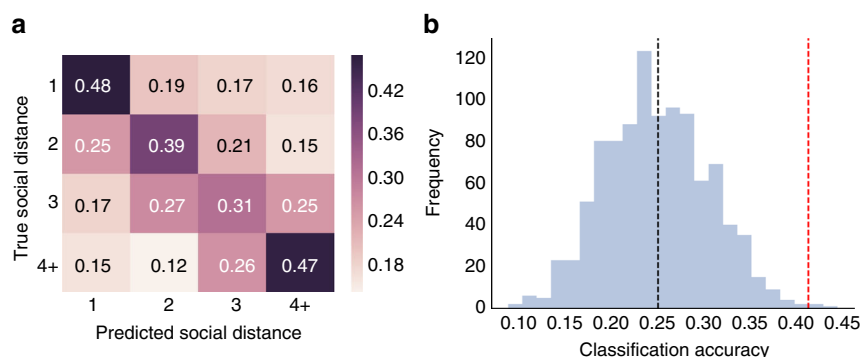 a
True social distance
1 0.48 0.19 0.17 0.16
2 0.25 0.39 0.21 0.15
3 0.17 0.27 0.31 0.25
4+ 0.15 0.12 0.26 0.47
1 2 3 4+
Predicted social distance
0.42
0.36
0.30
0.24
0.18
b
Frequency
120
100
80
60
40
20
0
0.10 0.15 0.20 0.25 0.30 0.35 0.40 0.45
Classification accuracy